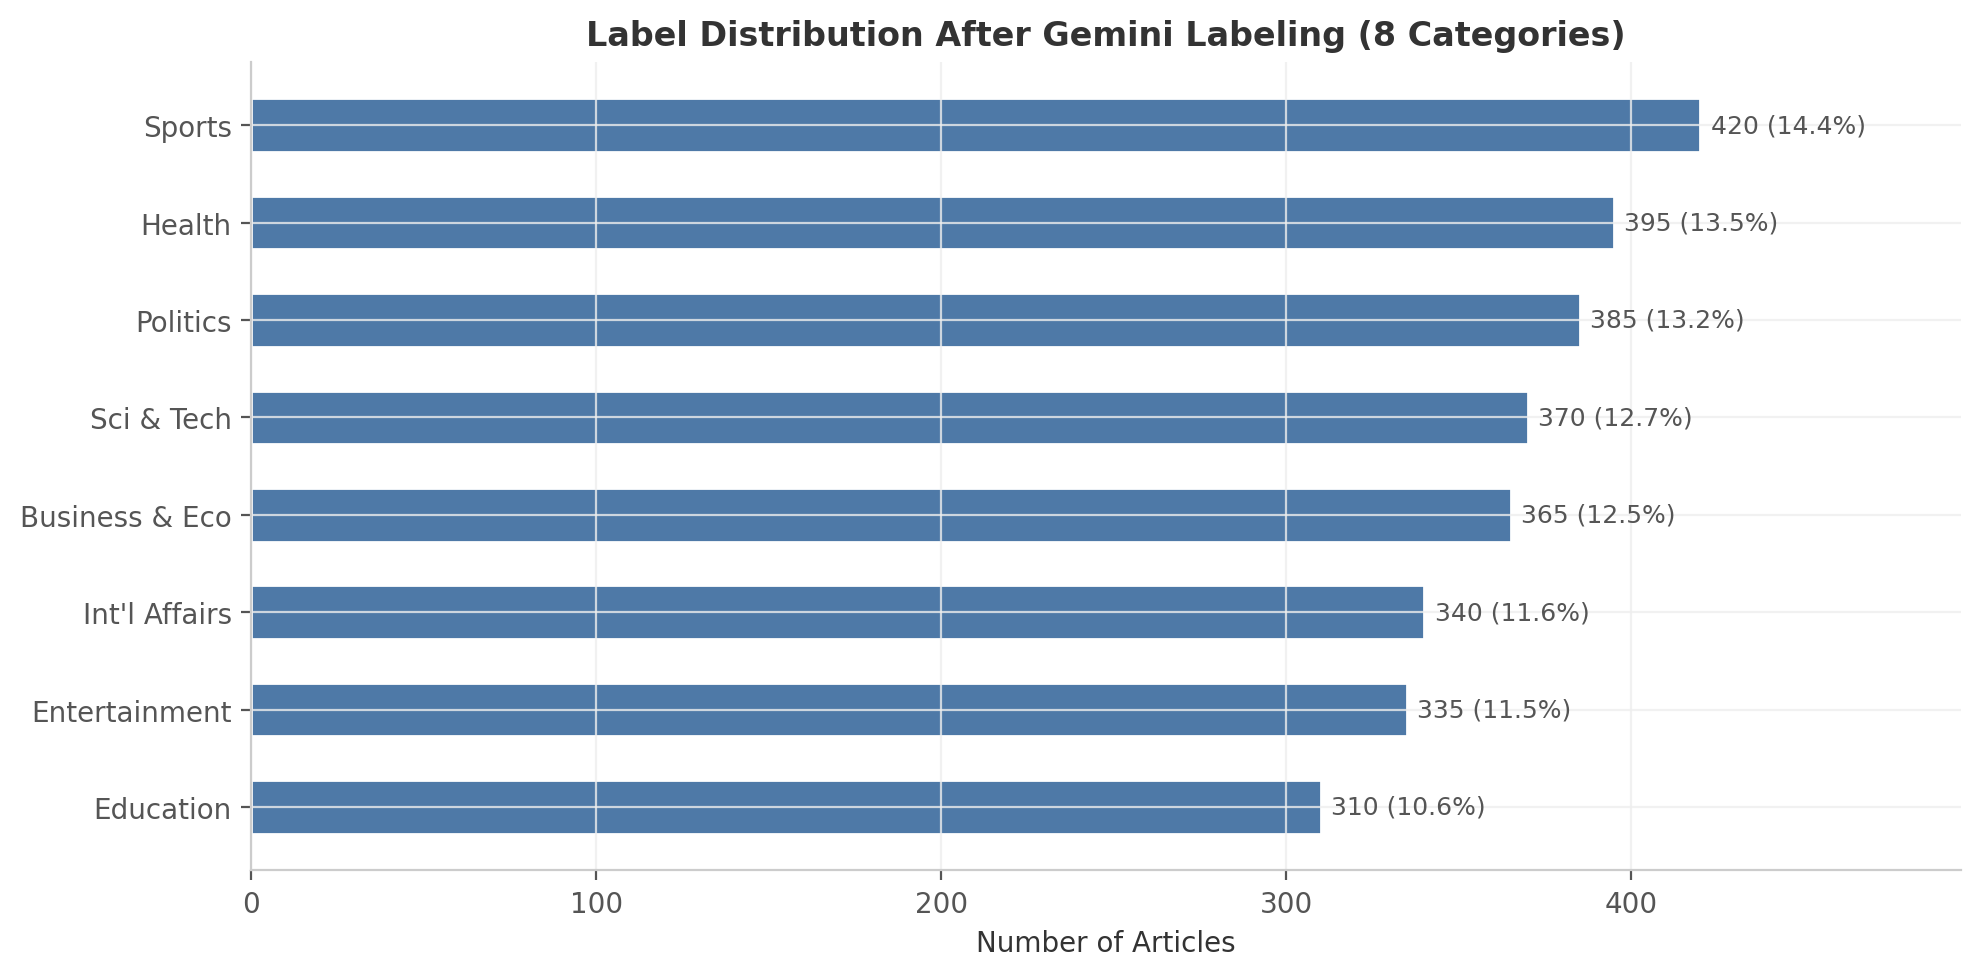 Label Distribution After Gemini Labeling (8 Categories)
Sports 420 (14.4%)
Health 395 (13.5%)
Politics 385 (13.2%)
Sci & Tech 370 (12.7%)
Business & Eco 365 (12.5%)
Int'l Affairs 340 (11.6%)
Entertainment 335 (11.5%)
Education 310 (10.6%)
0 100 200 300 400
Number of Articles